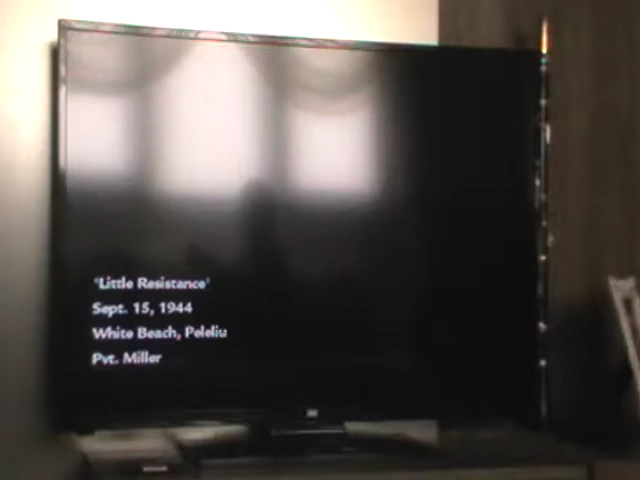 'Little Resistance'
Sept. 15, 1944
White Beach, Peleliu
Pvt. Miller